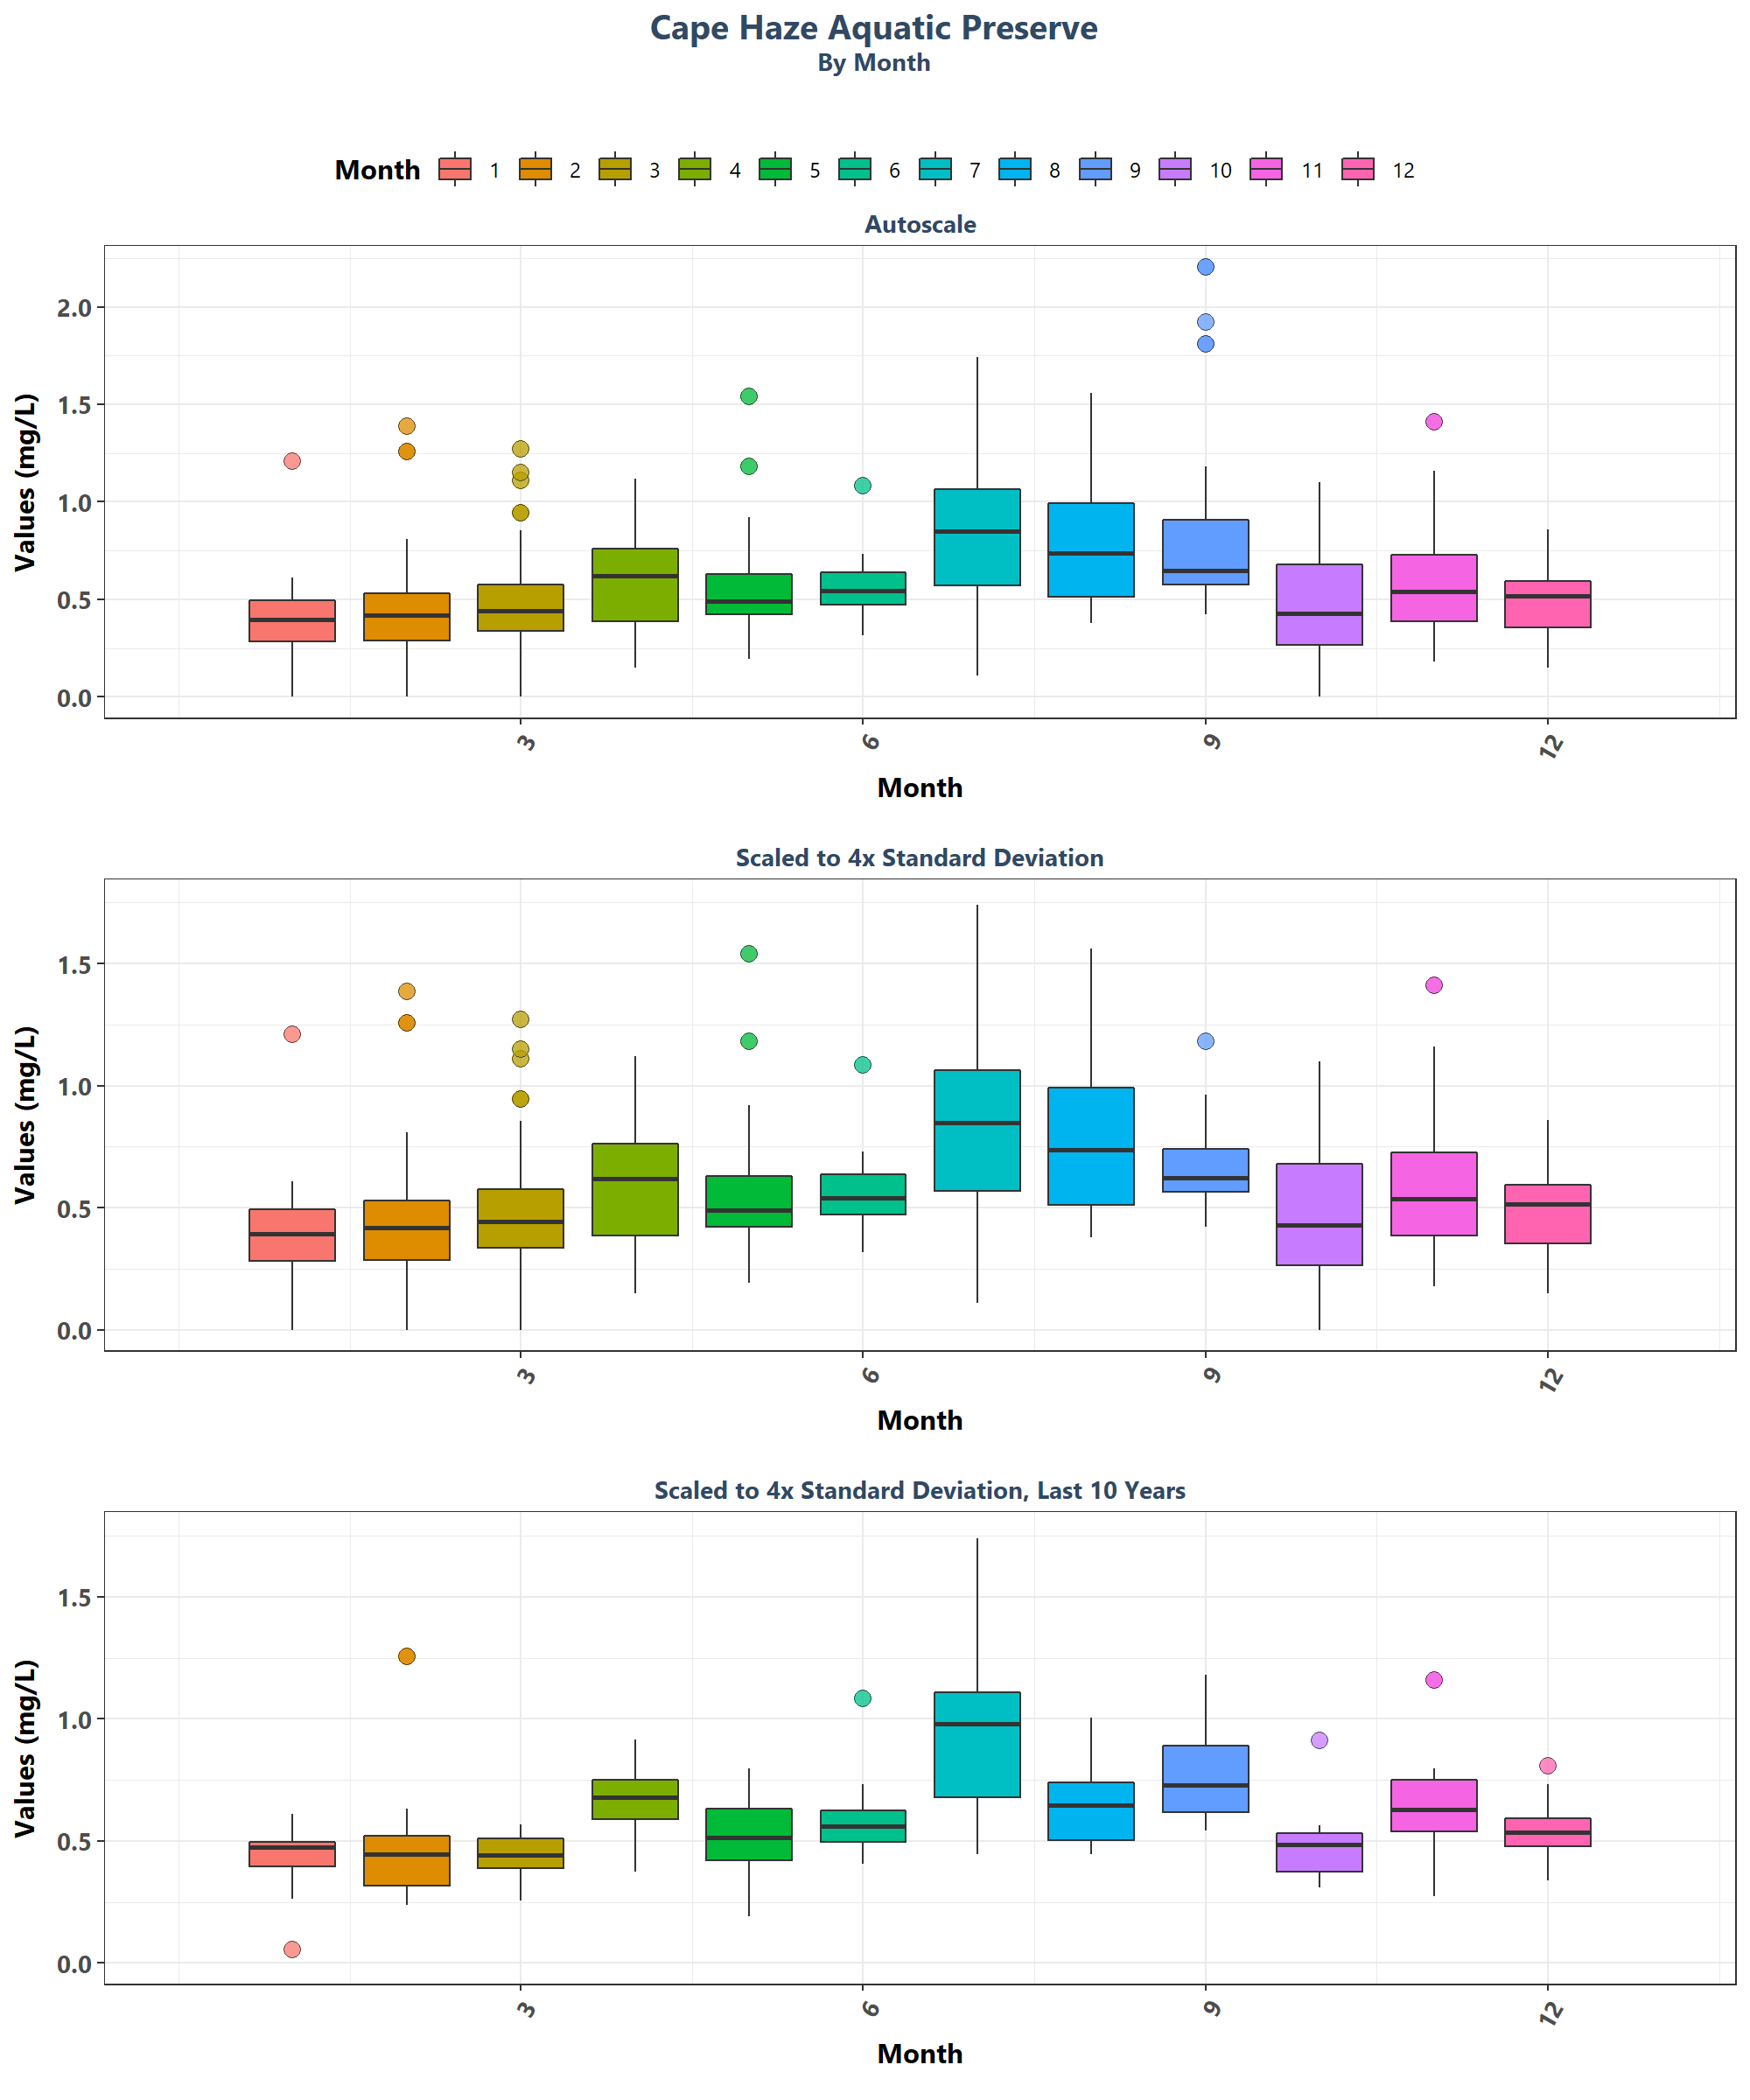 Cape Haze Aquatic Preserve
By Month
Month 1 2 3 4 5 6 7 8 9 10 11 12
Autoscale
Values (mg/L)
2.0
1.5
1.0
0.5
0.0
3 6 9 12
Month
Scaled to 4x Standard Deviation
Values (mg/L)
1.5
1.0
0.5
0.0
3 6 9 12
Month
Scaled to 4x Standard Deviation, Last 10 Years
Values (mg/L)
1.5
1.0
0.5
0.0
3 6 9 12
Month